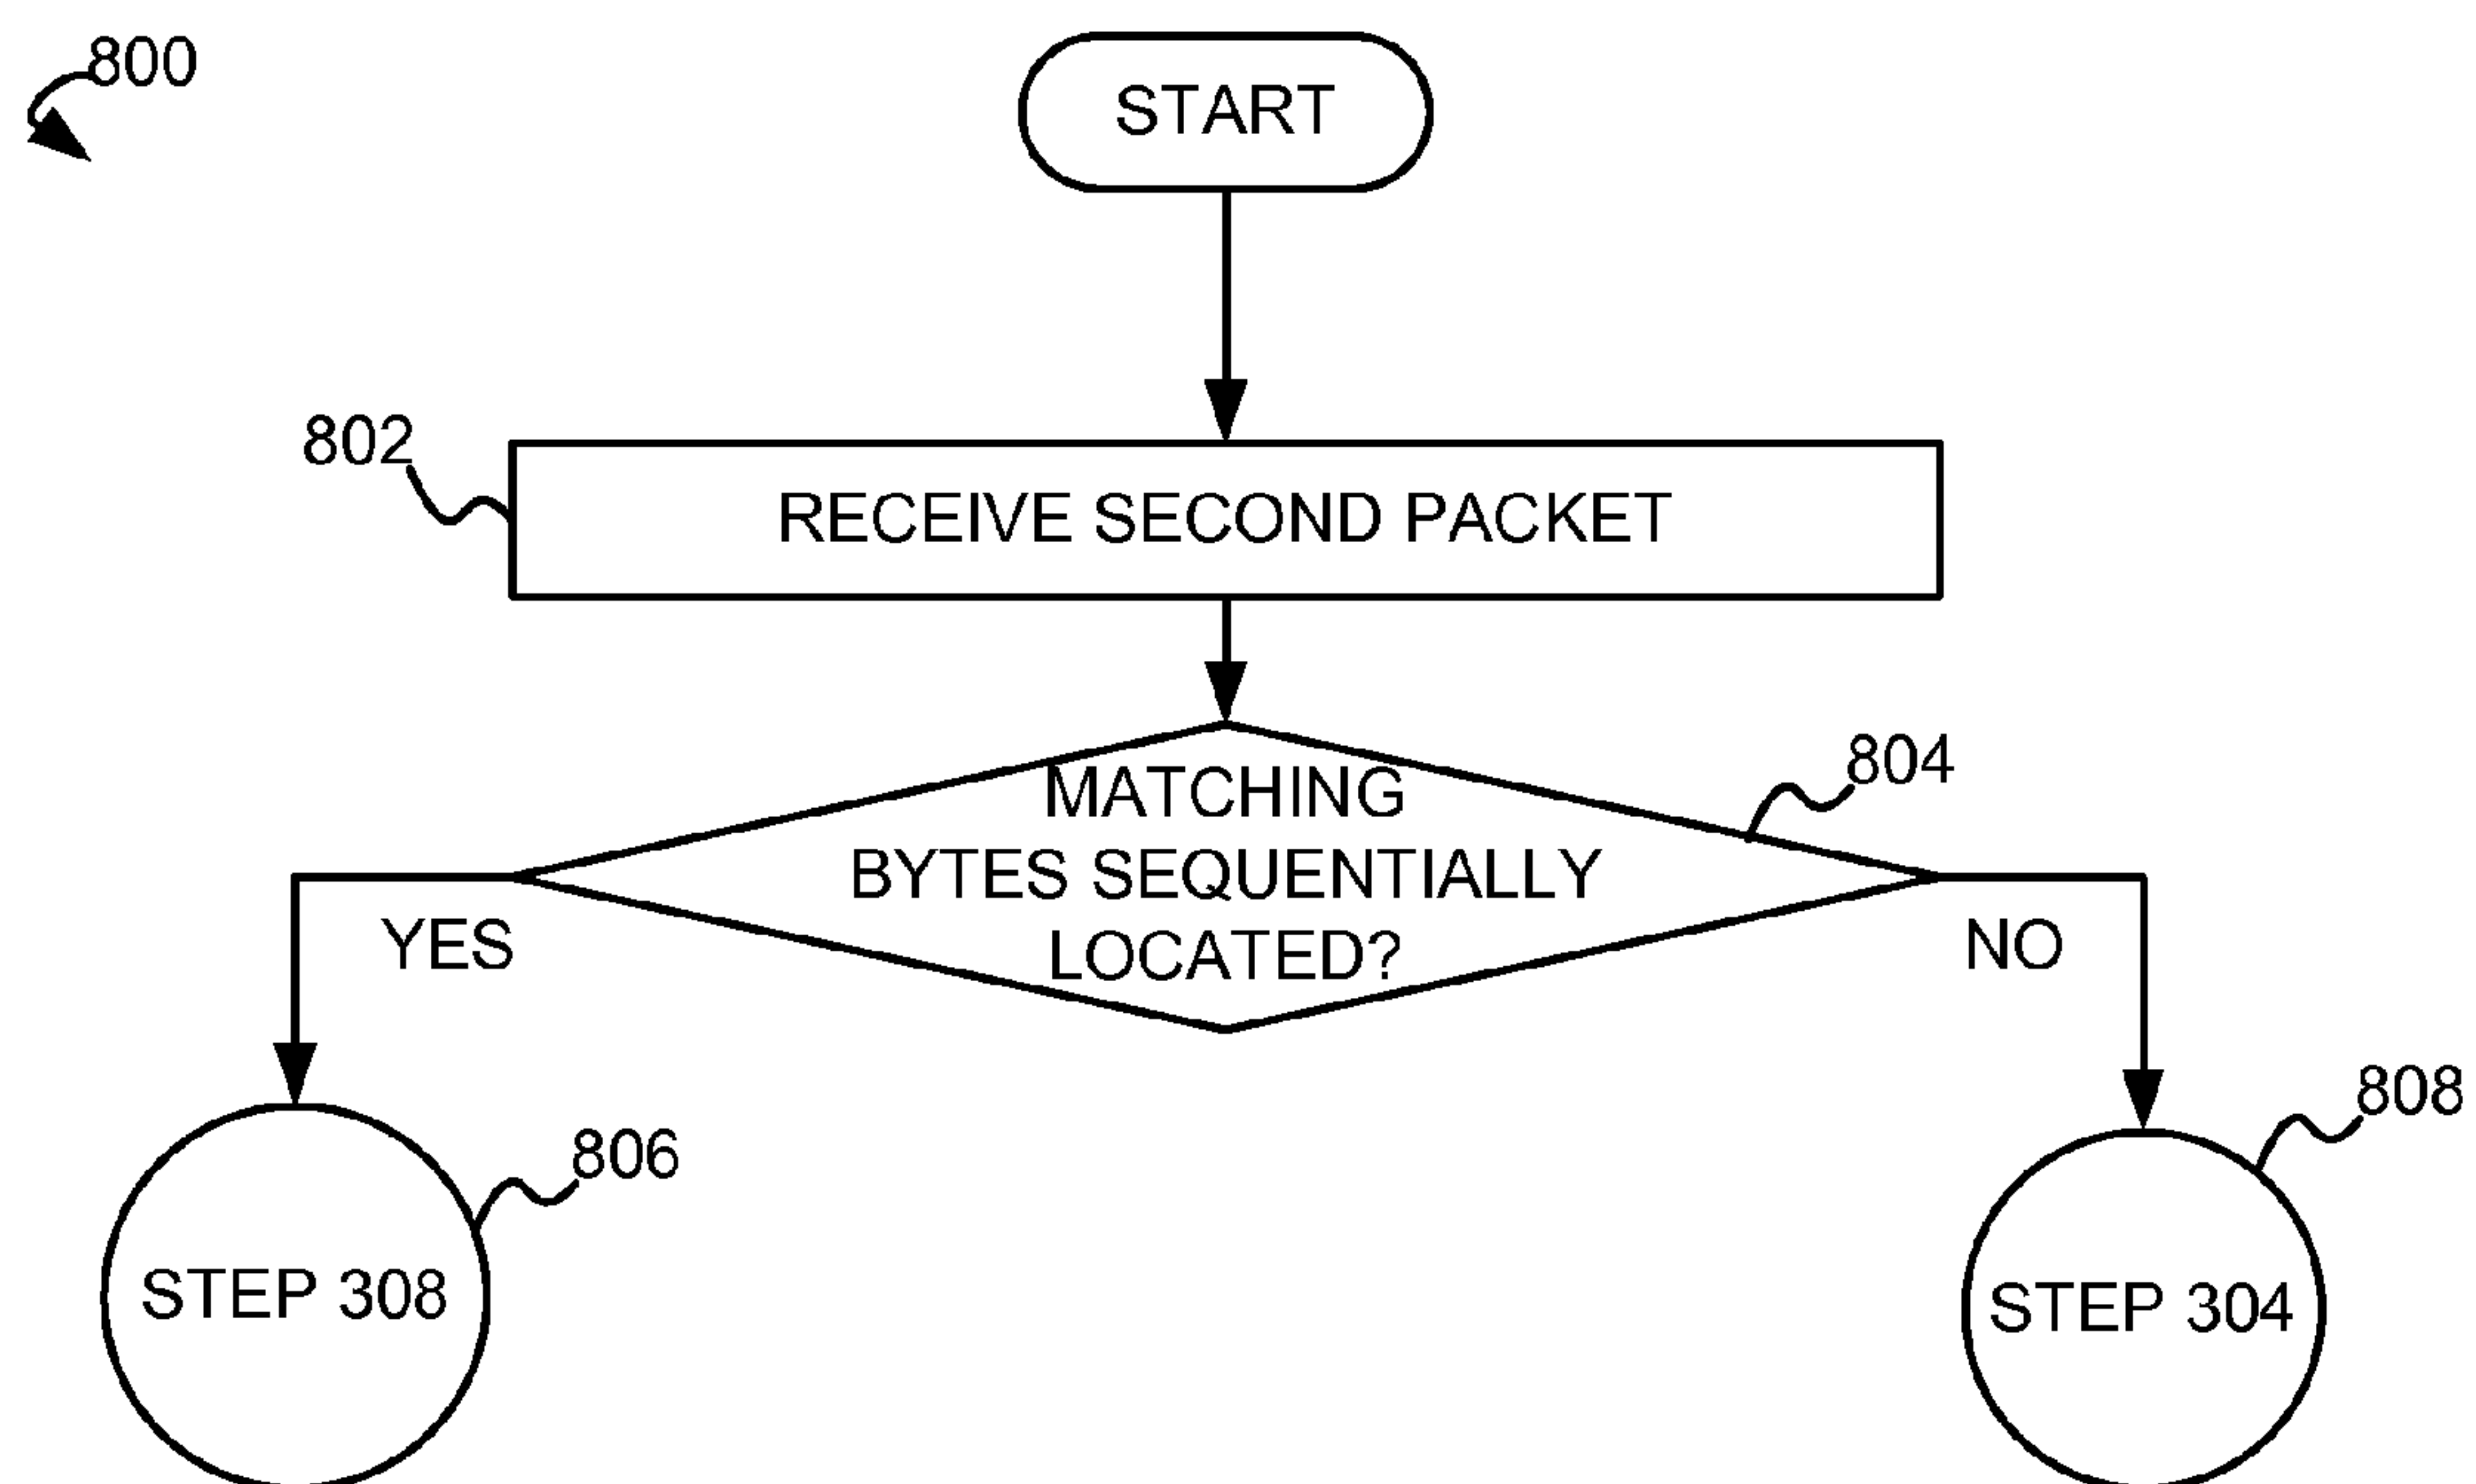 800
START
802
RECEIVE SECOND PACKET
804
MATCHING
BYTES SEQUENTIALLY
LOCATED?
YES
NO
806
STEP 308
808
STEP 304